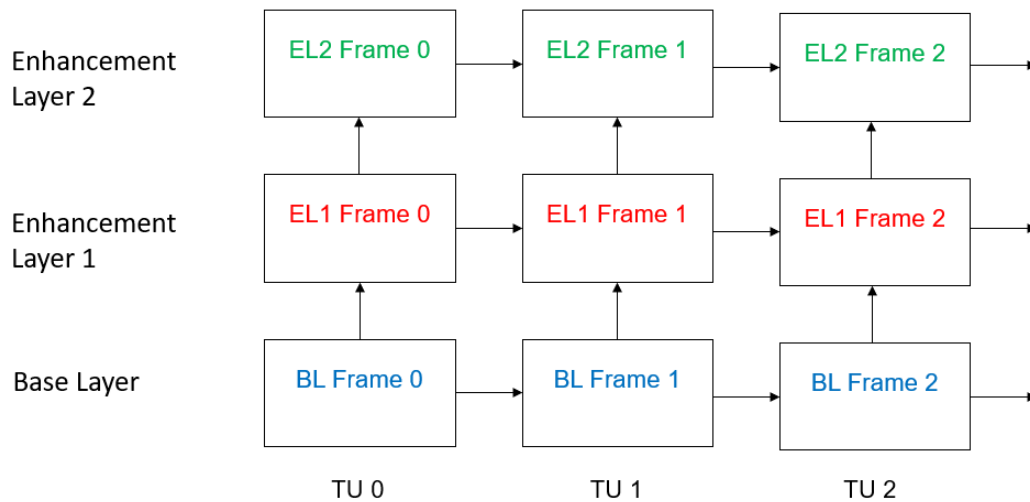 Enhancement
Layer 2
EL2 Frame 0
EL2 Frame 1
EL2 Frame 2
Enhancement
Layer 1
EL1 Frame 0
EL1 Frame 1
EL1 Frame 2
Base Layer
BL Frame 0
BL Frame 1
BL Frame 2
TU 0
TU 1
TU 2